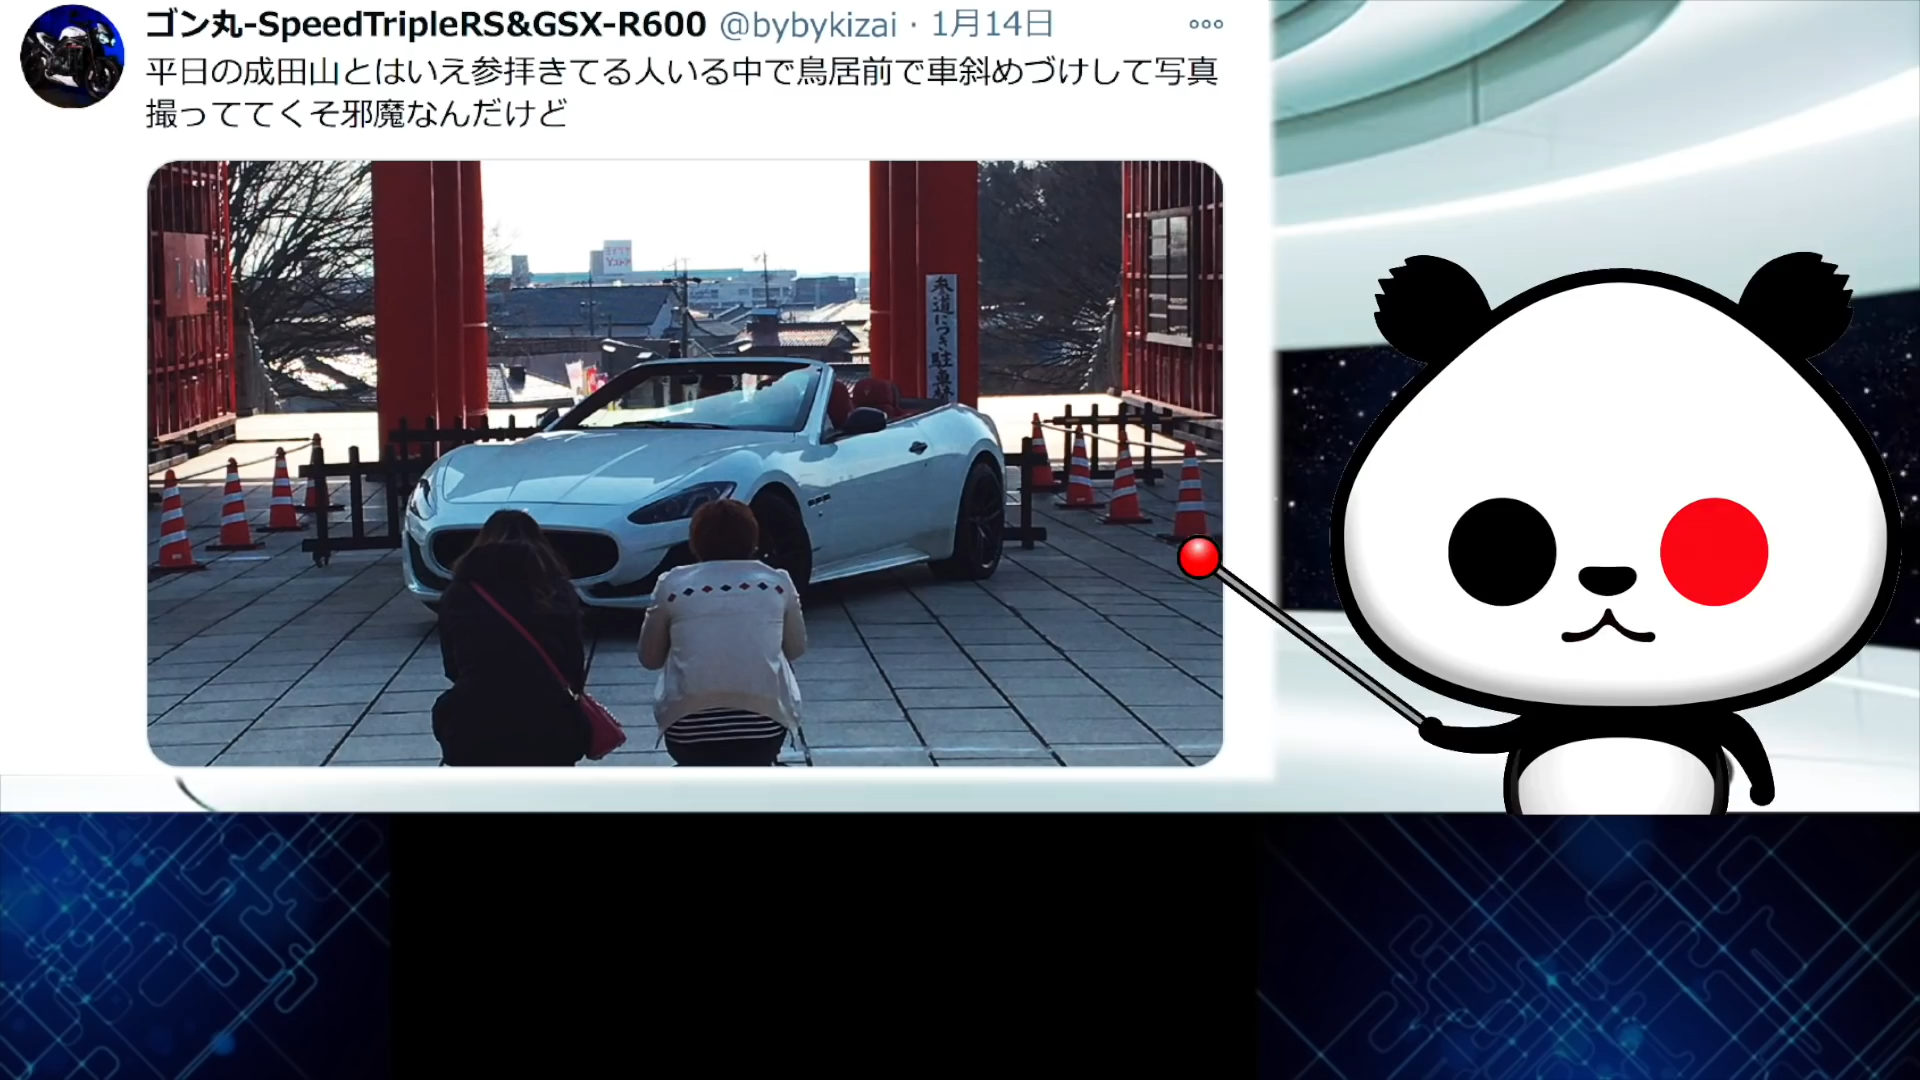 ゴン丸-SpeedTripleRS&GSX-R600 @bybykizai · 1月14日
平日の成田山とはいえ参拝きてる人いる中で鳥居前で車斜めづけして写真
撮っててくそ邪魔なんだけど
参道につき駐車禁